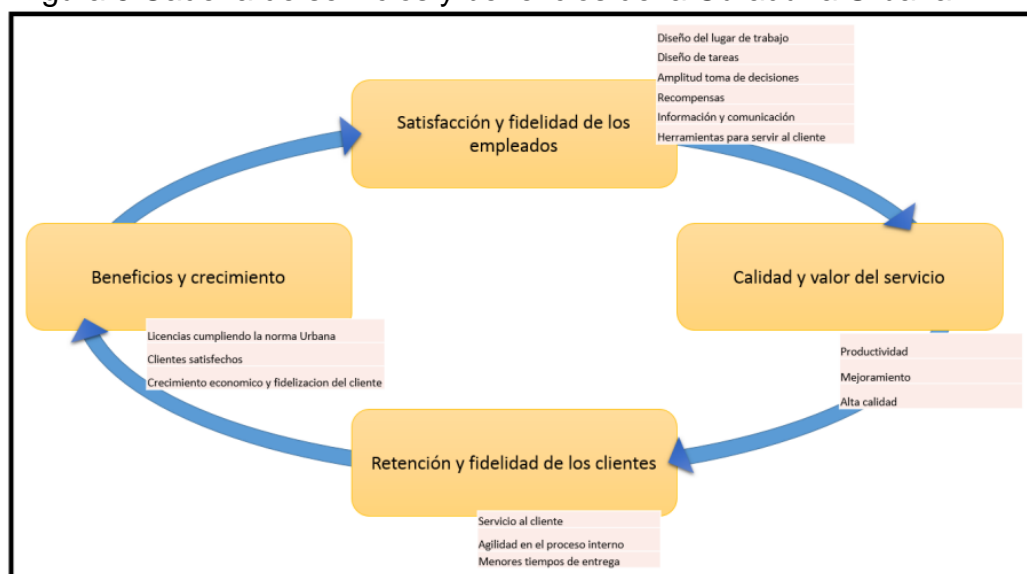 Diseño del lugar de trabajo
Diseño de tareas
Amplitud toma de decisiones
Recompensas
Información y comunicación
Herramientas para servir al cliente
Satisfacción y fidelidad de los
empleados
Beneficios y crecimiento
Calidad y valor del servicio
Licencias cumpliendo la norma Urbana
Clientes satisfechos
Crecimiento economico y fidelizacion del cliente
Productividad
Mejoramiento
Alta calidad
Retención y fidelidad de los clientes
Servicio al cliente
Agilidad en el proceso interno
Menores tiempos de entrega